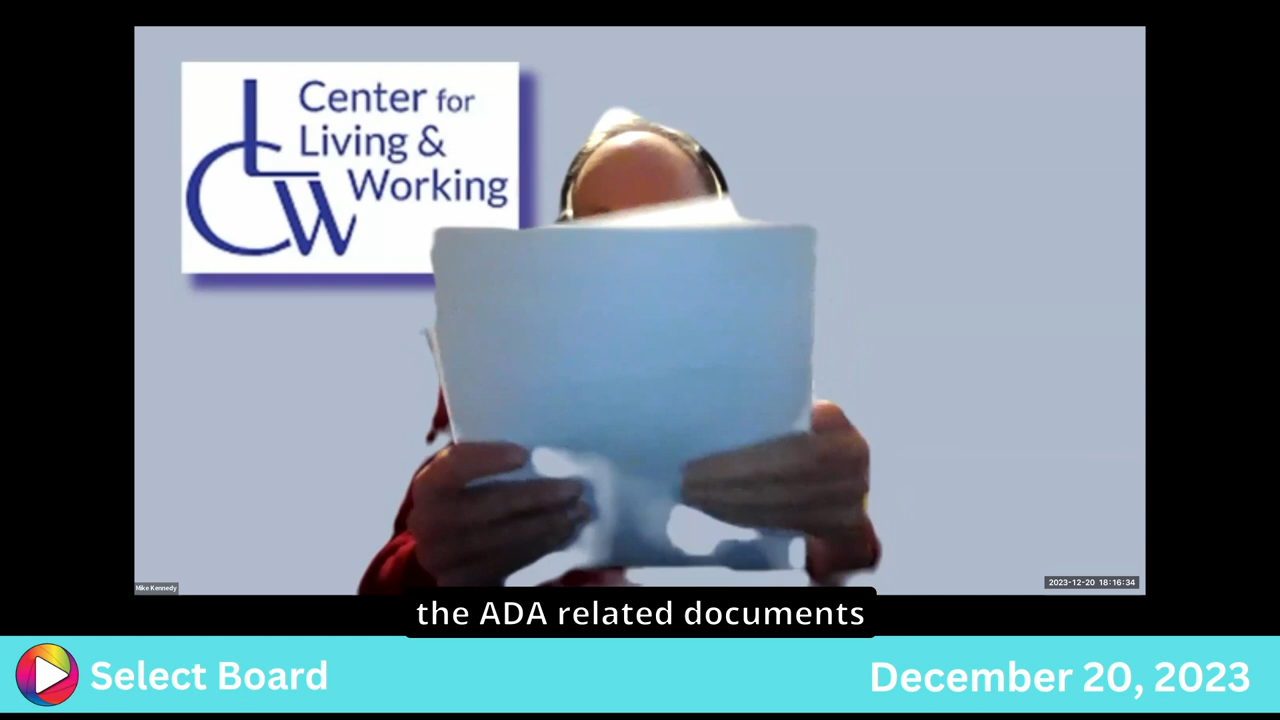 Center for
Living &
Working
CLW
Mike Kennedy
2023-12-20 18:16:34
the ADA related documents
Select Board
December 20, 2023